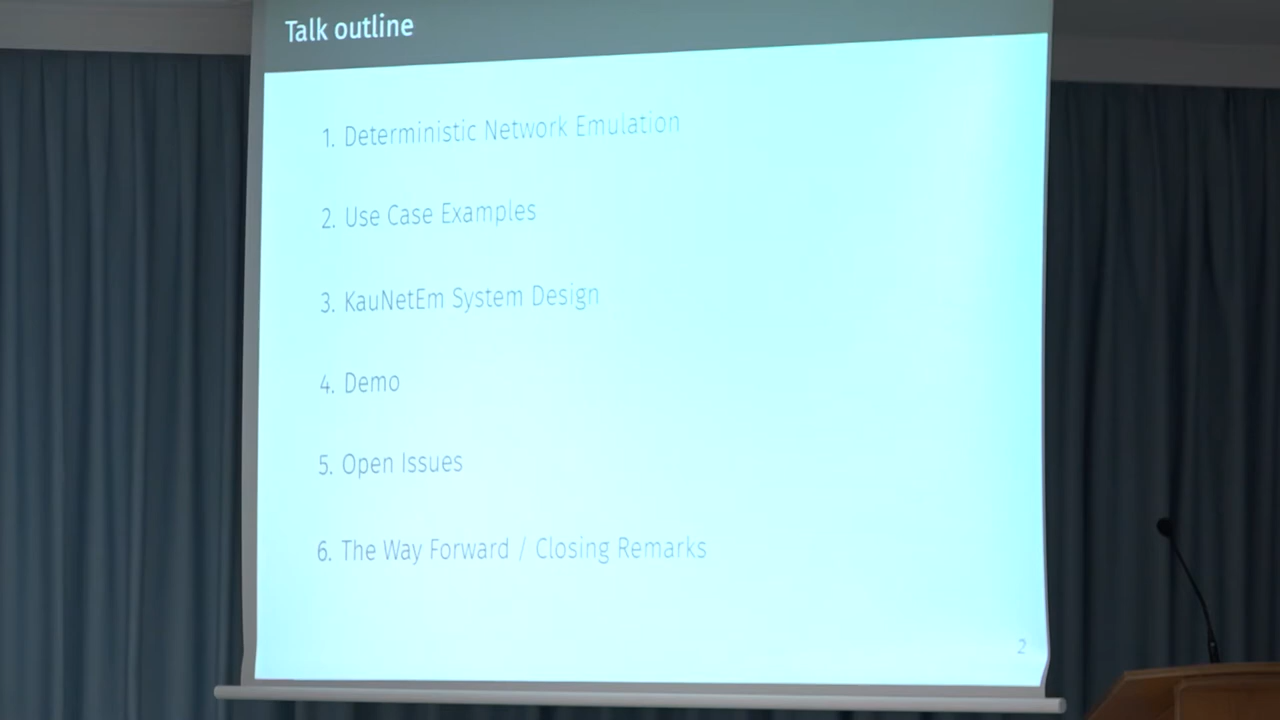 Talk outline
1. Deterministic Network Emulation
2. Use Case Examples
3. KauNetEm System Design
4. Demo
5. Open Issues
6. The Way Forward / Closing Remarks
2